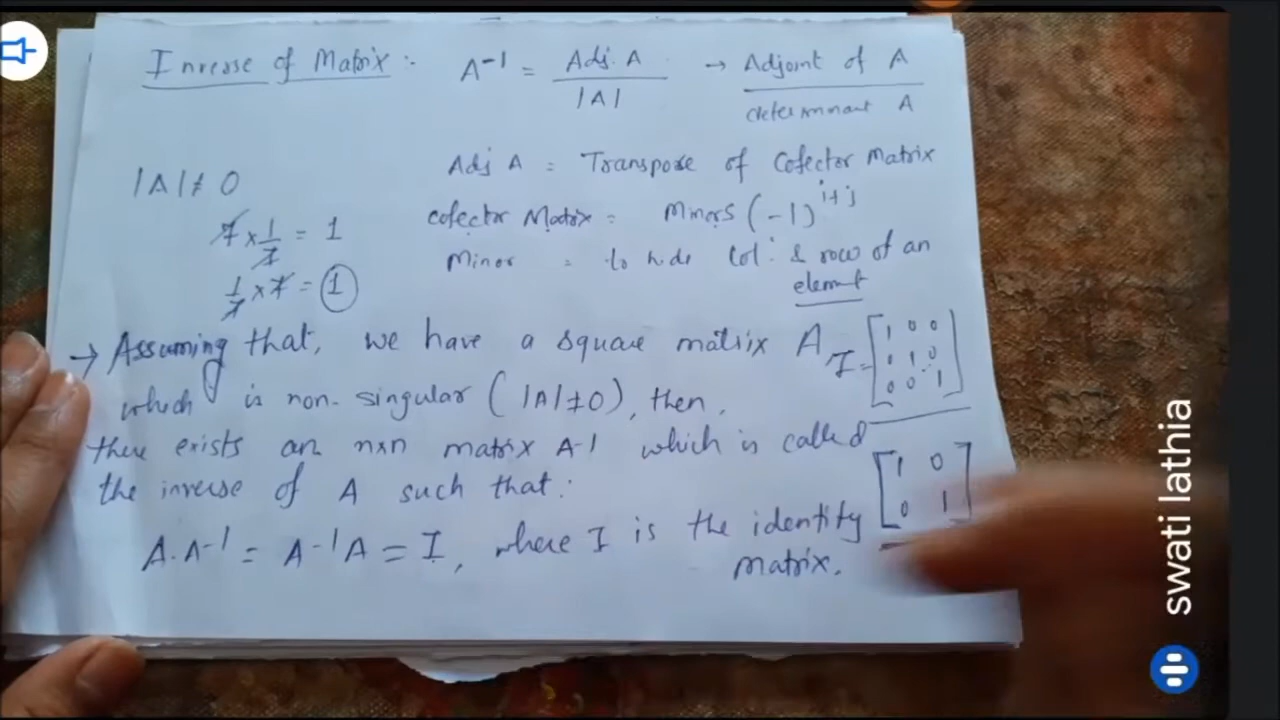 Inverse of Matrix :- A⁻¹ = Adj. A / |A| → Adjoint of A / determinant A
|A| ≠ 0
Adj A = Transpose of Cofector Matrix
7 × 1/7 = 1
cofector Matrix = Minors (-1)^i+j
Minor = to hide Col. & row of an
element
1/7 × 7 = 1
→ Assuming that, we have a square matrix A
which is non-singular (|A| ≠ 0), then,
there exists an n×n matrix A-1 which is called
the inverse of A such that:
A.A⁻¹ = A⁻¹A = I, where I is the identity
matrix.
I = [1 0 0
0 1 0
0 0 1]
[1 0
0 1]
swati lathia